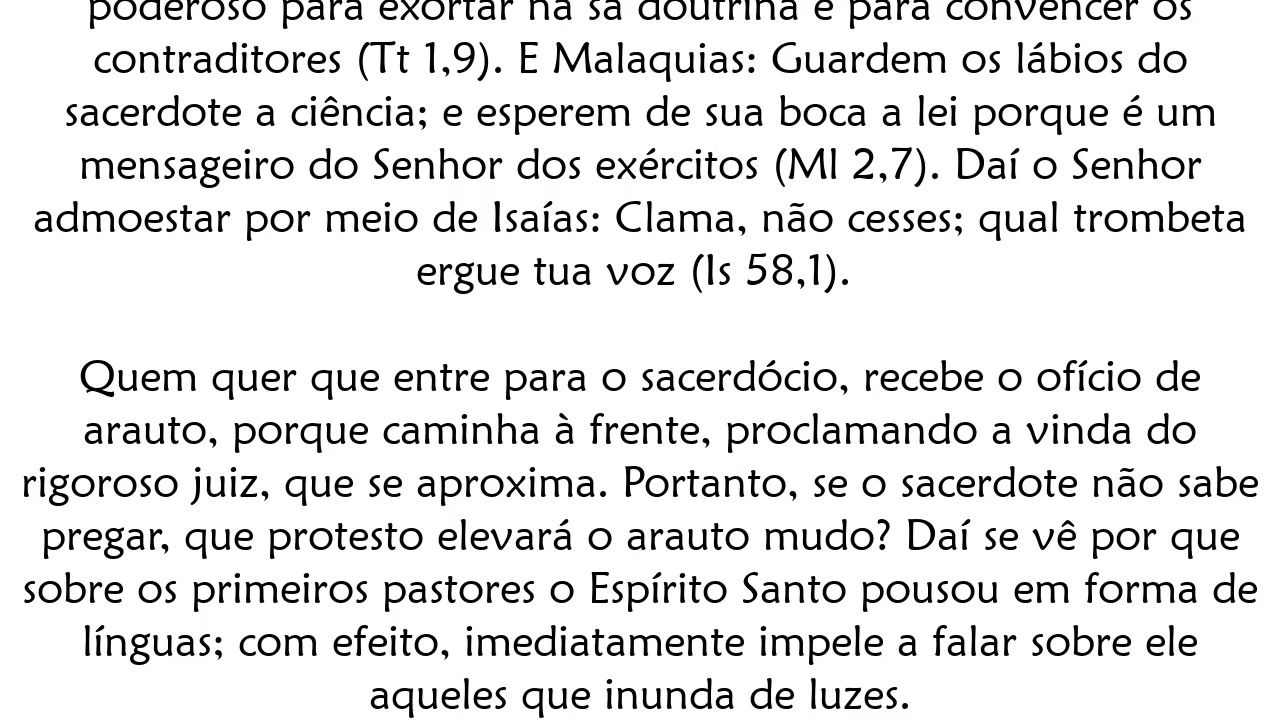 poderoso para exortar na sã doutrina e para convencer os
contraditores (Tt 1,9). E Malaquias: Guardem os lábios do
sacerdote a ciência; e esperem de sua boca a lei porque é um
mensageiro do Senhor dos exércitos (Ml 2,7). Daí o Senhor
admoestar por meio de Isaías: Clama, não cesses; qual trombeta
ergue tua voz (Is 58,1).
Quem quer que entre para o sacerdócio, recebe o ofício de
arauto, porque caminha à frente, proclamando a vinda do
rigoroso juiz, que se aproxima. Portanto, se o sacerdote não sabe
pregar, que protesto elevará o arauto mudo? Daí se vê por que
sobre os primeiros pastores o Espírito Santo pousou em forma de
línguas; com efeito, imediatamente impele a falar sobre ele
aqueles que inunda de luzes.